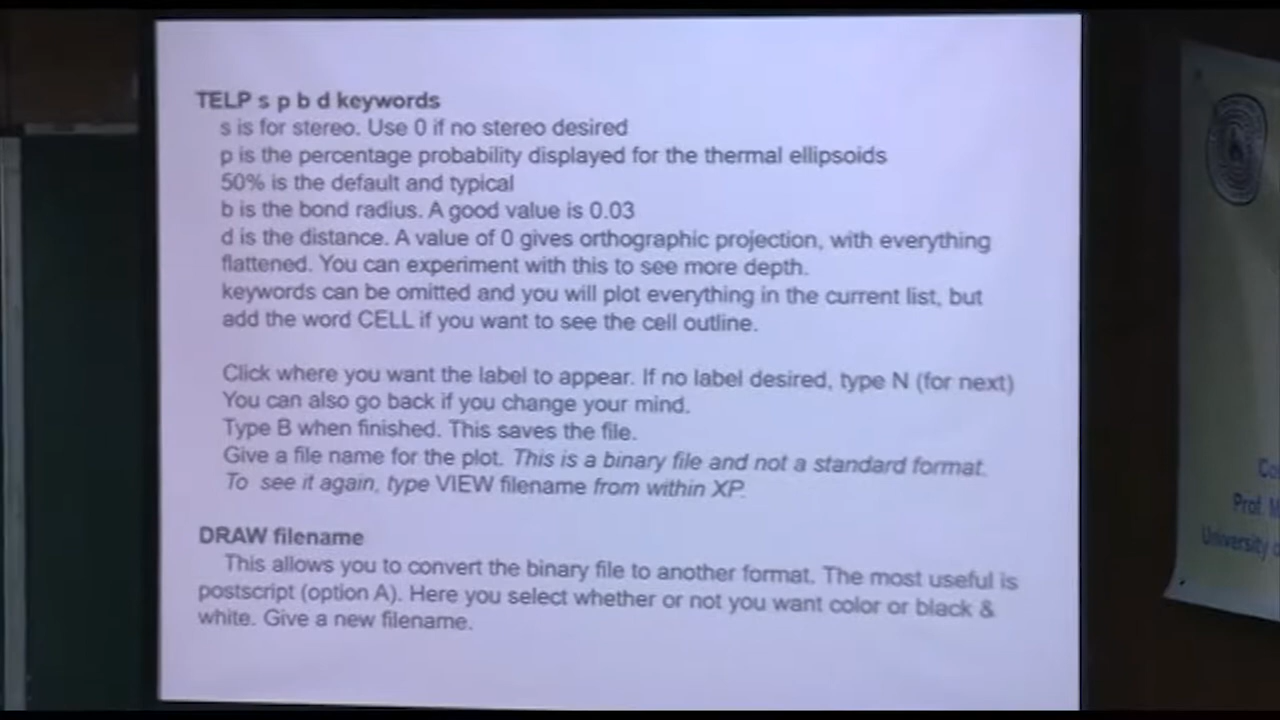 TELP s p b d keywords
s is for stereo. Use 0 if no stereo desired
p is the percentage probability displayed for the thermal ellipsoids
50% is the default and typical
b is the bond radius. A good value is 0.03
d is the distance. A value of 0 gives orthographic projection, with everything
flattened. You can experiment with this to see more depth.
keywords can be omitted and you will plot everything in the current list, but
add the word CELL if you want to see the cell outline.
Click where you want the label to appear. If no label desired, type N (for next)
You can also go back if you change your mind.
Type B when finished. This saves the file.
Give a file name for the plot. This is a binary file and not a standard format.
To see it again, type VIEW filename from within XP.
DRAW filename
This allows you to convert the binary file to another format. The most useful is
postscript (option A). Here you select whether or not you want color or black &
white. Give a new filename.
Prof.
University